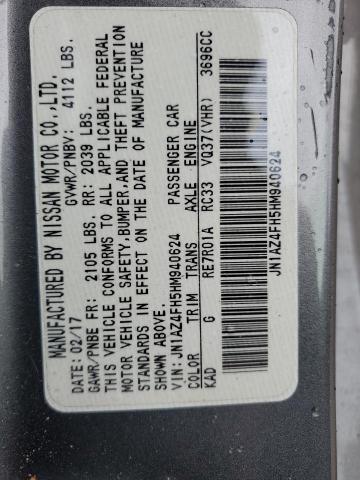 MANUFACTURED BY NISSAN MOTOR CO.,LTD.
DATE: 02/17 GVWR/PNBV: 4112 LBS.
GAWR/PNBE FR: 2105 LBS. RR: 2039 LBS.
THIS VEHICLE CONFORMS TO ALL APPLICABLE FEDERAL
MOTOR VEHICLE SAFETY,BUMPER,AND THEFT PREVENTION
STANDARDS IN EFFECT ON THE DATE OF MANUFACTURE
SHOWN ABOVE.
VIN: JN1AZ4FH5HM940624 PASSENGER CAR
COLOR TRIM TRANS AXLE ENGINE
KAD G RE7R01A RC33 VQ37(VHR) 3696CC
JN1AZ4FH5HM940624